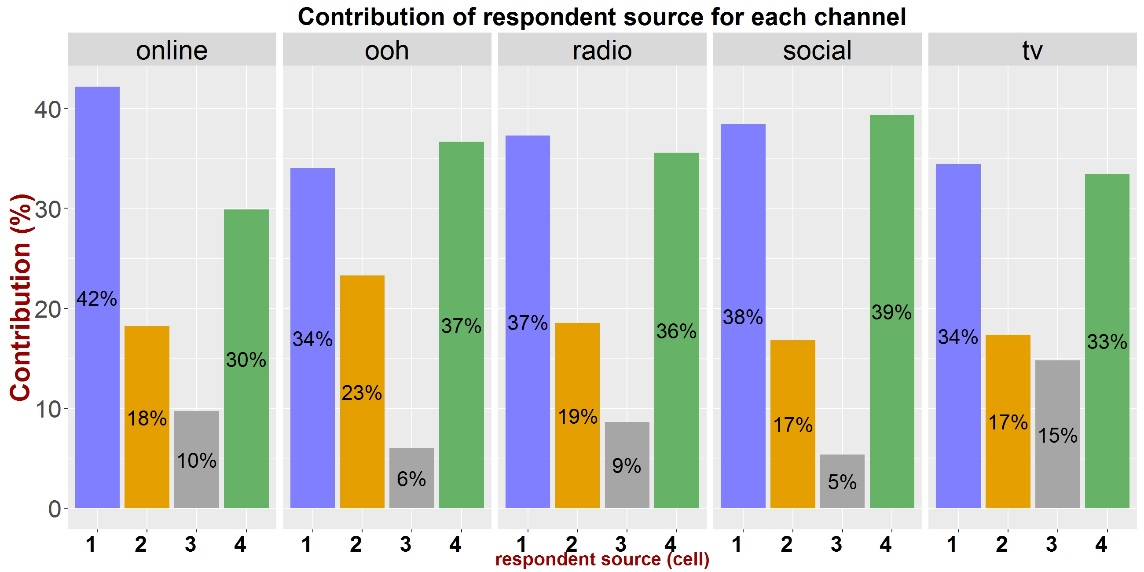 Contribution of respondent source for each channel
online ooh radio social tv
Contribution (%)
40
30
20
10
0
42% 18% 10% 30%
34% 23% 6% 37%
37% 19% 9% 36%
38% 17% 5% 39%
34% 17% 15% 33%
1 2 3 4 1 2 3 4 1 2 3 4 1 2 3 4 1 2 3 4
respondent source (cell)